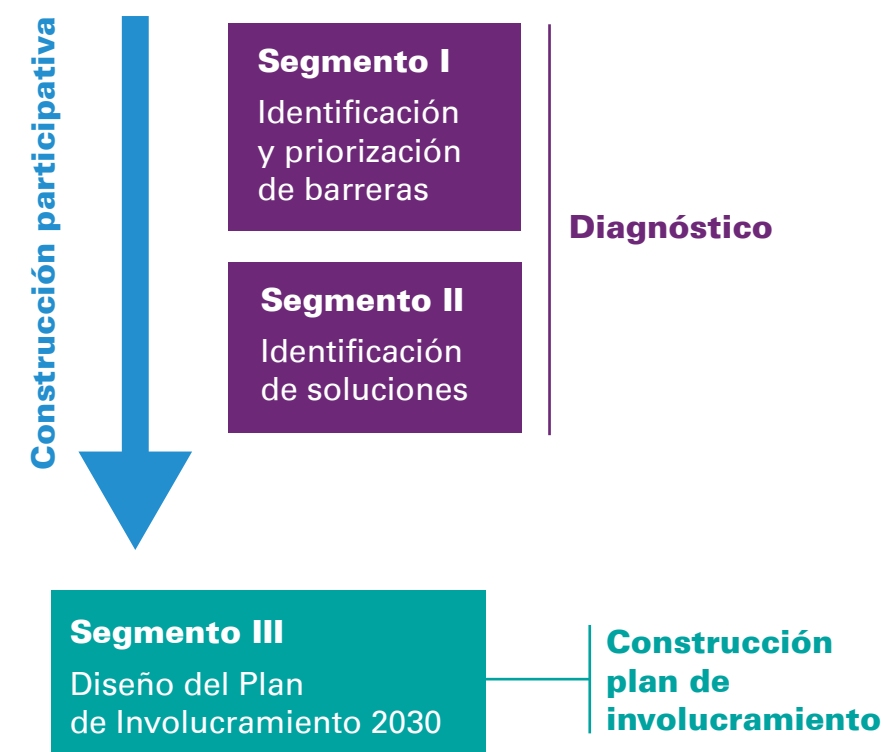 Construcción participativa
Segmento I
Identificación
y priorización
de barreras
Diagnóstico
Segmento II
Identificación
de soluciones
Segmento III
Diseño del Plan
de Involucramiento 2030
Construcción
plan de
involucramiento